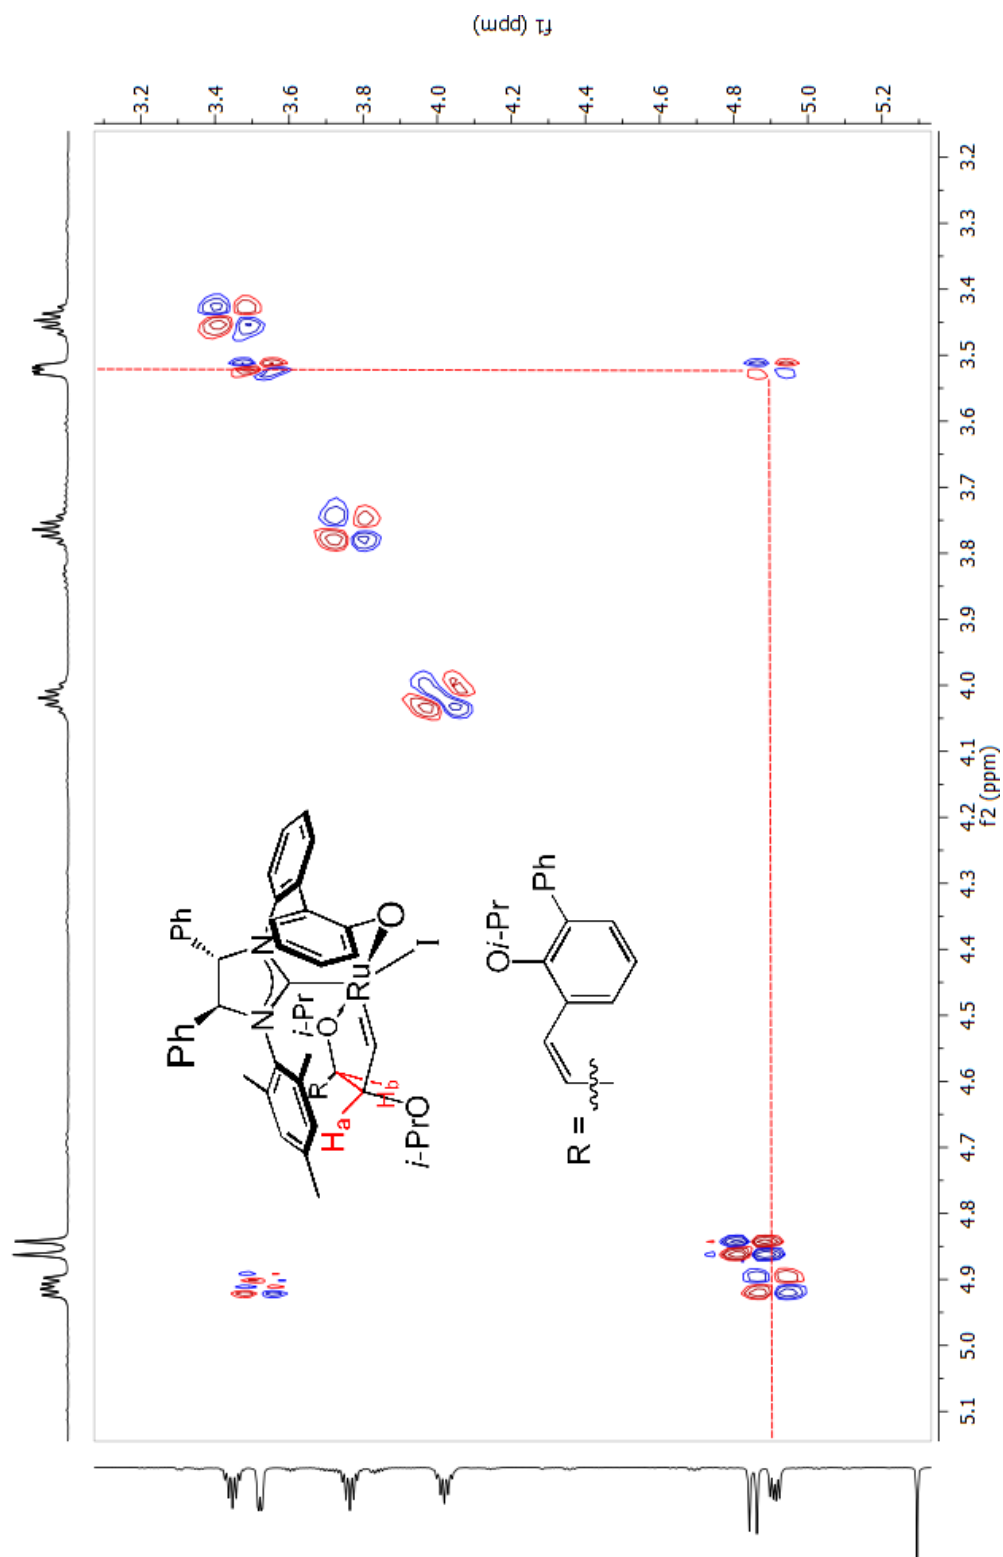 f1 (ppm)
3.2
3.4
3.6
3.8
4.0
4.2
4.4
4.6
4.8
5.0
5.2
3.2
3.3
3.4
3.5
3.6
3.7
3.8
3.9
4.0
4.1
4.2
4.3
4.4
4.5
4.6
4.7
4.8
4.9
5.0
5.1
f2 (ppm)
Ph
Ph
N
N
i-Pr
O
Ru
O
I
R
Ha
Hb
i-PrO
R =
Oi-Pr
Ph